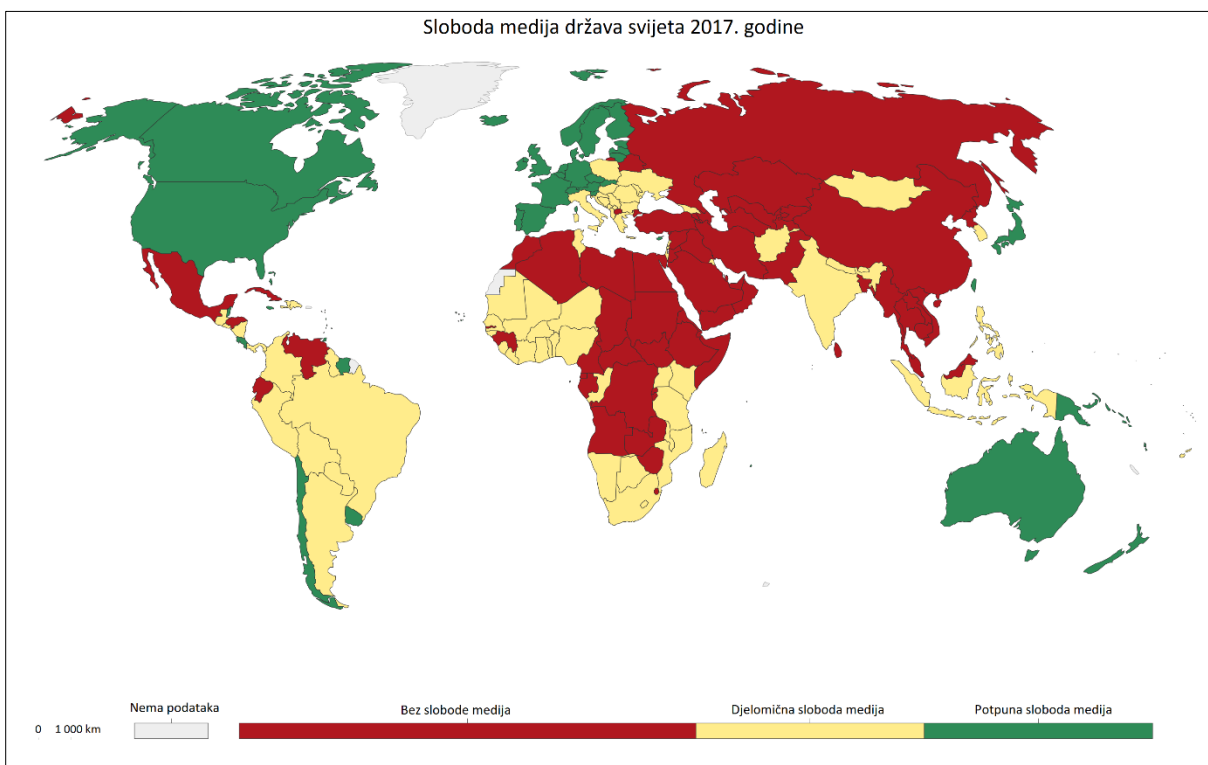 Sloboda medija država svijeta 2017. godine
Nema podataka
Bez slobode medija
Djelomična sloboda medija
Potpuna sloboda medija
0 1 000 km